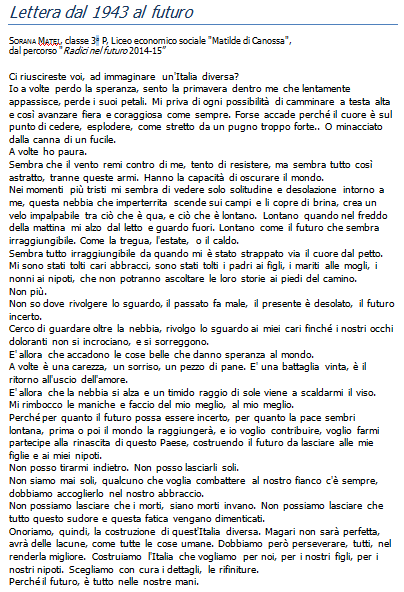 Lettera dal 1943 al futuro
SORANA MATEI, classe 3ª P, Liceo economico sociale "Matilde di Canossa",
dal percorso "Radici nel futuro 2014-15”
Ci riuscireste voi, ad immaginare un'Italia diversa?
Io a volte perdo la speranza, sento la primavera dentro me che lentamente
appassisce, perde i suoi petali. Mi priva di ogni possibilità di camminare a testa alta
e così avanzare fiera e coraggiosa come sempre. Forse accade perché il cuore è sul
punto di cedere, esplodere, come stretto da un pugno troppo forte.. O minacciato
dalla canna di un fucile.
A volte ho paura.
Sembra che il vento remi contro di me, tento di resistere, ma sembra tutto così
astratto, tranne queste armi. Hanno la capacità di oscurare il mondo.
Nei momenti più tristi mi sembra di vedere solo solitudine e desolazione intorno a
me, questa nebbia che imperterrita scende sui campi e li copre di brina, crea un
velo impalpabile tra ciò che è qua, e ciò che è lontano. Lontano quando nel freddo
della mattina mi alzo dal letto e guardo fuori. Lontano come il futuro che sembra
irraggiungibile. Come la tregua, l'estate, o il caldo.
Sembra tutto irraggiungibile da quando mi è stato strappato via il cuore dal petto.
Mi sono stati tolti cari abbracci, sono stati tolti i padri ai figli, i mariti alle mogli, i
nonni ai nipoti, che non potranno ascoltare le loro storie ai piedi del camino.
Non più.
Non so dove rivolgere lo sguardo, il passato fa male, il presente è desolato, il futuro
incerto.
Cerco di guardare oltre la nebbia, rivolgo lo sguardo ai miei cari finché i nostri occhi
doloranti non si incrociano, e si sorreggono.
E' allora che accadono le cose belle che danno speranza al mondo.
A volte è una carezza, un sorriso, un pezzo di pane. E' una battaglia vinta, è il
ritorno all'uscio dell'amore.
E' allora che la nebbia si alza e un timido raggio di sole viene a scaldarmi il viso.
Mi rimbocco le maniche e faccio del mio meglio, al mio meglio.
Perché per quanto il futuro possa essere incerto, per quanto la pace sembri
lontana, prima o poi il mondo la raggiungerà, e io voglio contribuire, voglio farmi
partecipe alla rinascita di questo Paese, costruendo il futuro da lasciare alle mie
figlie e ai miei nipoti.
Non posso tirarmi indietro. Non posso lasciarli soli.
Non siamo mai soli, qualcuno che voglia combattere al nostro fianco c'è sempre,
dobbiamo accoglierlo nel nostro abbraccio.
Non possiamo lasciare che i morti, siano morti invano. Non possiamo lasciare che
tutto questo sudore e questa fatica vengano dimenticati.
Onoriamo, quindi, la costruzione di quest'Italia diversa. Magari non sarà perfetta,
avrà delle lacune, come tutte le cose umane. Dobbiamo però perseverare, tutti, nel
renderla migliore. Costruiamo l'Italia che vogliamo per noi, per i nostri figli, per i
nostri nipoti. Scegliamo con cura i dettagli, le rifiniture.
Perché il futuro, è tutto nelle nostre mani.